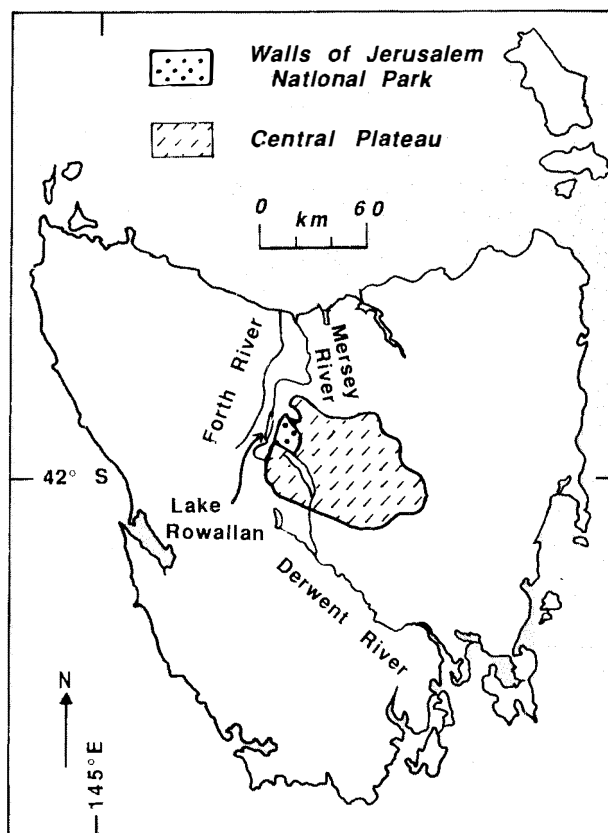 Walls of Jerusalem
National Park
Central Plateau
0 km 60
Forth River
Mersey
River
42° S
Lake
Rowallan
Derwent River
N
145°E